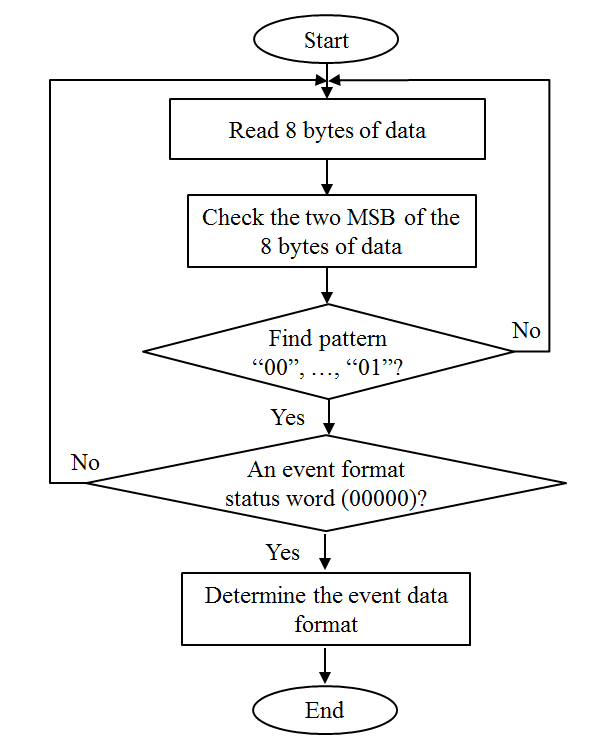 Start
Read 8 bytes of data
Check the two MSB of the
8 bytes of data
Find pattern
“00”, …, “01”?
No
Yes
No
An event format
status word (00000)?
Yes
Determine the event data
format
End